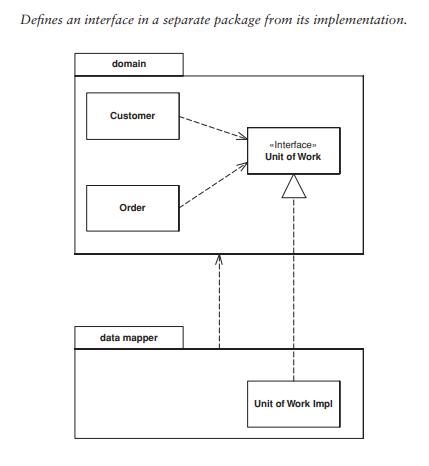 Defines an interface in a separate package from its implementation.
domain
Customer
«Interface»
Unit of Work
Order
data mapper
Unit of Work Impl